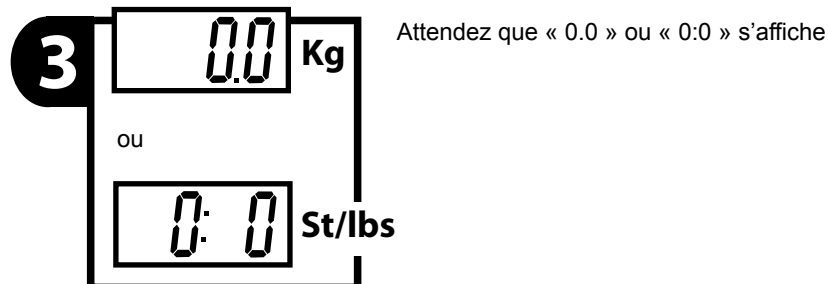 3
0.0 Kg
Attendez que « 0.0 » ou « 0:0 » s’affiche
ou
0: 0 St/lbs